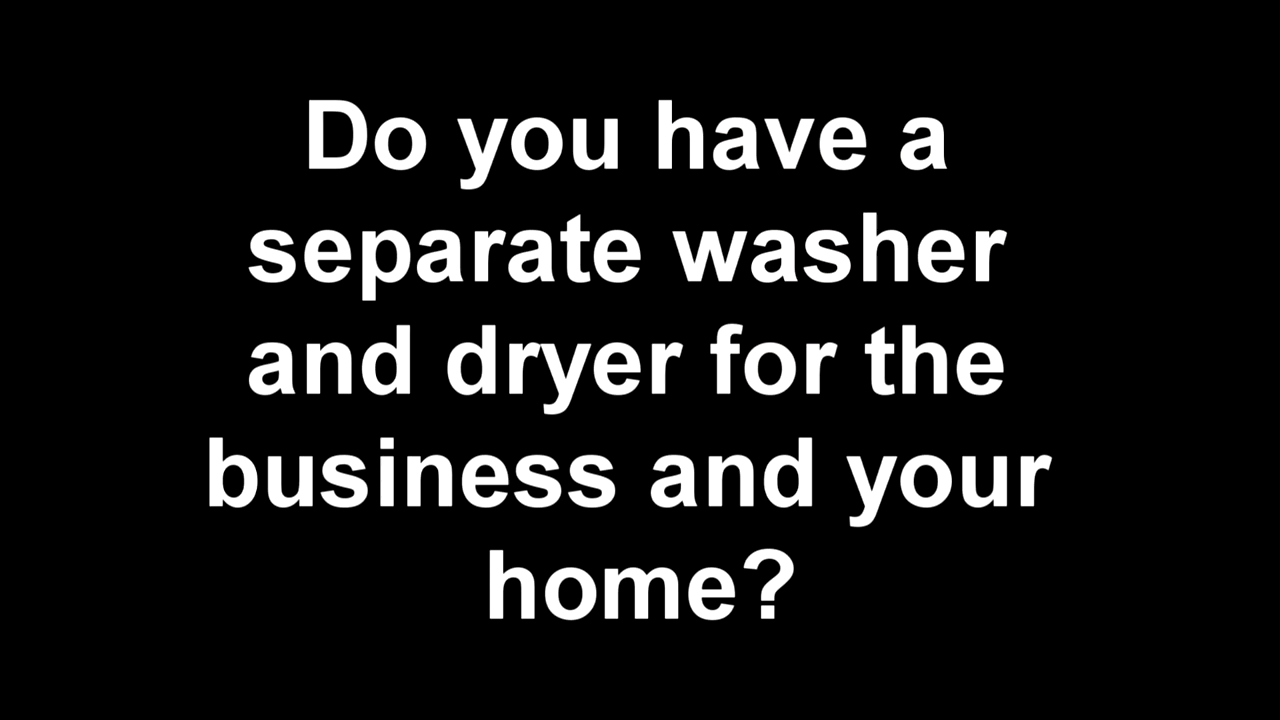 Do you have a
separate washer
and dryer for the
business and your
home?